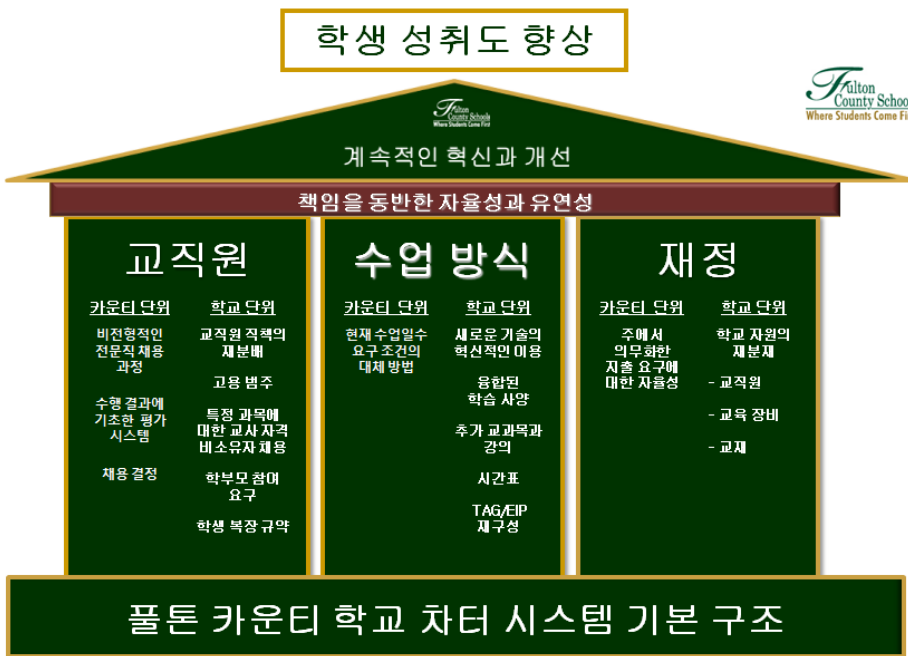 학생 성취도 향상
Fulton
County Schools
Where Students Come First
Fulton
County Schoo
Where Students Come Fi
계속적인 혁신과 개선
책임을 동반한 자율성과 유연성
교직원
카운티 단위
비전형적인
전문직 채용
과정
수행 결과에
기초한 평가
시스템
채용 결정
학교 단위
교직원 직책의
재분배
고용 범주
특정 과목에
대한 교사 자격
비소유자 채용
학부모 참여
요구
학생 복장 규약
수업 방식
카운티 단위
현재 수업일수
요구 조건의
대체 방법
학교 단위
새로운 기술의
혁신적인 이용
융합된
학습 사양
추가 교과목과
강의
시간표
TAG/EIP
재구성
재정
카운티 단위
주에서
의무화한
지출 요구에
대한 자율성
학교 단위
학교 자원의
재분재
- 교직원
- 교육 장비
- 교재
풀톤 카운티 학교 차터 시스템 기본 구조